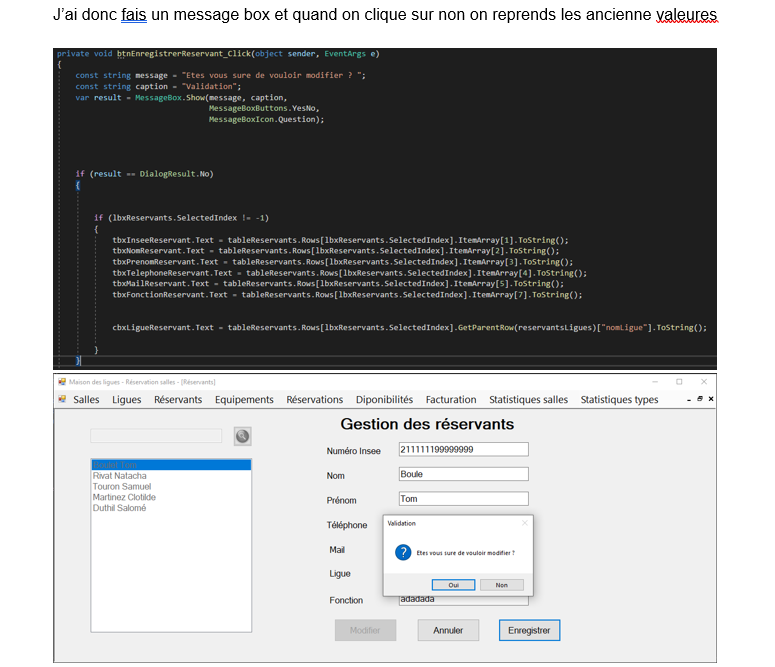 J'ai donc fais un message box et quand on clique sur non on reprends les ancienne valeures
private void btnEnregistrerReservant_Click(object sender, EventArgs e)
{
const string message = "Etes vous sure de vouloir modifier ? ";
const string caption = "Validation";
var result = MessageBox.Show(message, caption,
MessageBoxButtons.YesNo,
MessageBoxIcon.Question);
if (result == DialogResult.No)
{
if (lbxReservants.SelectedIndex != -1)
{
tbxInseeReservant.Text = tableReservants.Rows[lbxReservants.SelectedIndex].ItemArray[1].ToString();
tbxNomReservant.Text = tableReservants.Rows[lbxReservants.SelectedIndex].ItemArray[2].ToString();
tbxPrenomReservant.Text = tableReservants.Rows[lbxReservants.SelectedIndex].ItemArray[3].ToString();
tbxTelephoneReservant.Text = tableReservants.Rows[lbxReservants.SelectedIndex].ItemArray[4].ToString();
tbxMailReservant.Text = tableReservants.Rows[lbxReservants.SelectedIndex].ItemArray[5].ToString();
tbxFonctionReservant.Text = tableReservants.Rows[lbxReservants.SelectedIndex].ItemArray[7].ToString();
cbxLigueReservant.Text = tableReservants.Rows[lbxReservants.SelectedIndex].GetParentRow(reservantsLigues)["nomLigue"].ToString();
}
}
Maison des ligues - Réservation salles - [Réservants]
Salles Ligues Réservants Equipements Réservations Diponibilités Facturation Statistiques salles Statistiques types
Gestion des réservants
Numéro Insee 211111199999999
Nom Boule
Rivat Natacha
Touron Samuel
Martinez Clotilde
Duthil Salomé
Prénom Tom
Téléphone
Validation
Mail
Etes vous sure de vouloir modifier ?
Ligue
Oui Non
Fonction adadada
Modifier Annuler Enregistrer